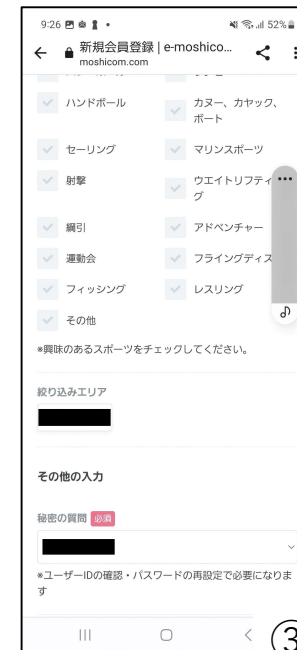 9:26
52%
新規会員登録 | e-moshico...
moshicom.com
ハンドボール
カヌー、カヤック、
ボート
セーリング
マリンスポーツ
射撃
ウエイトリフティ
グ
綱引
アドベンチャー
運動会
フライングディス
フィッシング
レスリング
その他
※興味のあるスポーツをチェックしてください。
絞り込みエリア
その他の入力
秘密の質問 必須
※ユーザーIDの確認・パスワードの再設定で必要になりま
す
③